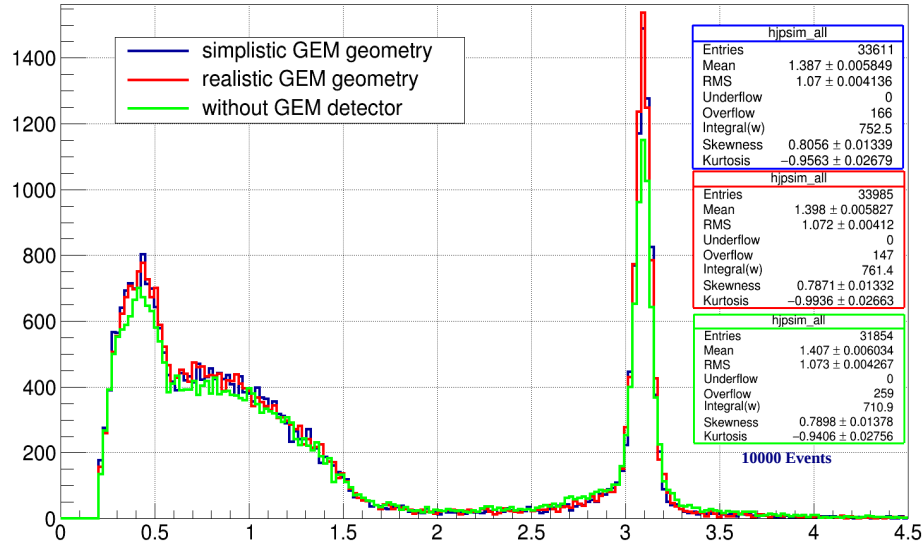 1400
1200
1000
800
600
400
200
0
simplistic GEM geometry
realistic GEM geometry
without GEM detector
hjpsim_all
Entries 33611
Mean 1.387 ± 0.005849
RMS 1.07 ± 0.004136
Underflow 0
Overflow 166
Integral(w) 752.5
Skewness 0.8056 ± 0.01339
Kurtosis −0.9563 ± 0.02679
hjpsim_all
Entries 33985
Mean 1.398 ± 0.005827
RMS 1.072 ± 0.00412
Underflow 0
Overflow 147
Integral(w) 761.4
Skewness 0.7871 ± 0.01332
Kurtosis −0.9936 ± 0.02663
hjpsim_all
Entries 31854
Mean 1.407 ± 0.006034
RMS 1.073 ± 0.004267
Underflow 0
Overflow 259
Integral(w) 710.9
Skewness 0.7898 ± 0.01378
Kurtosis −0.9406 ± 0.02756
10000 Events
0 0.5 1 1.5 2 2.5 3 3.5 4 4.5